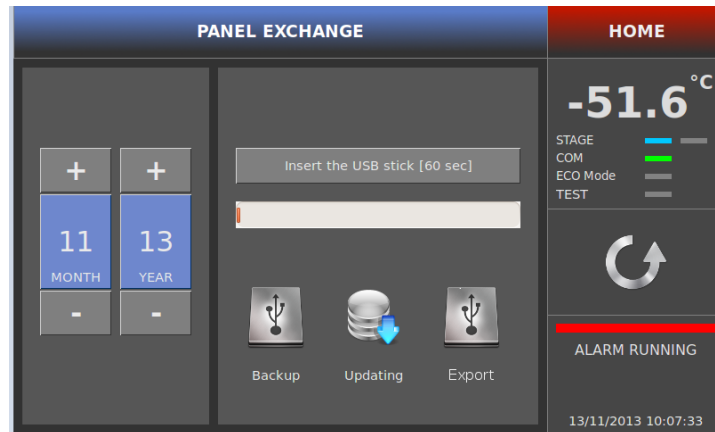 PANEL EXCHANGE
HOME
-51.6 °C
STAGE
COM
ECO Mode
TEST
+ +
Insert the USB stick [60 sec]
11 13
MONTH YEAR
- -
Backup Updating Export
ALARM RUNNING
13/11/2013 10:07:33